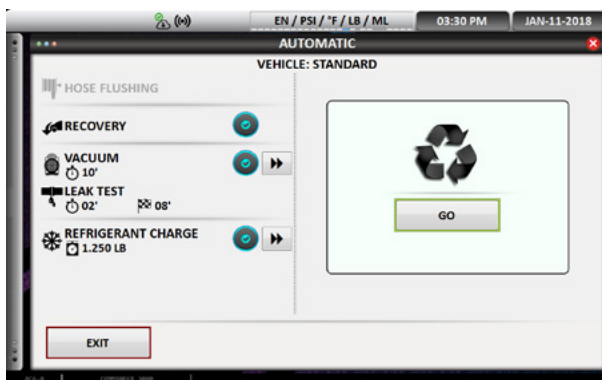 EN / PSI / °F / LB / ML 03:30 PM JAN-11-2018
AUTOMATIC
VEHICLE: STANDARD
HOSE FLUSHING
RECOVERY
VACUUM
10'
LEAK TEST
02' 08'
REFRIGERANT CHARGE
1.250 LB
GO
EXIT